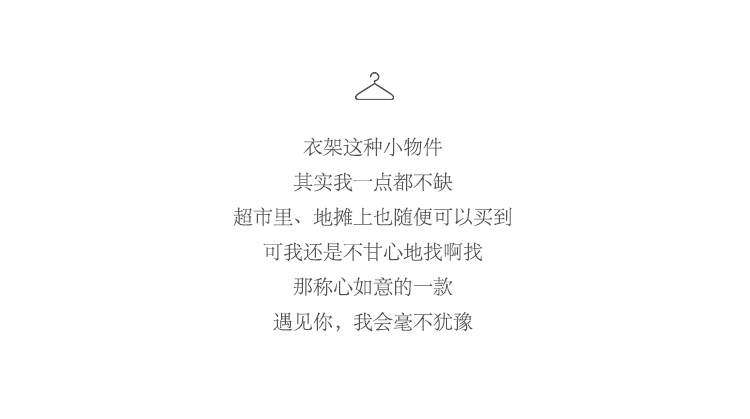 衣架这种小物件
其实我一点都不缺
超市里、地摊上也随便可以买到
可我还是不甘心地找啊找
那称心如意的一款
遇见你，我会毫不犹豫